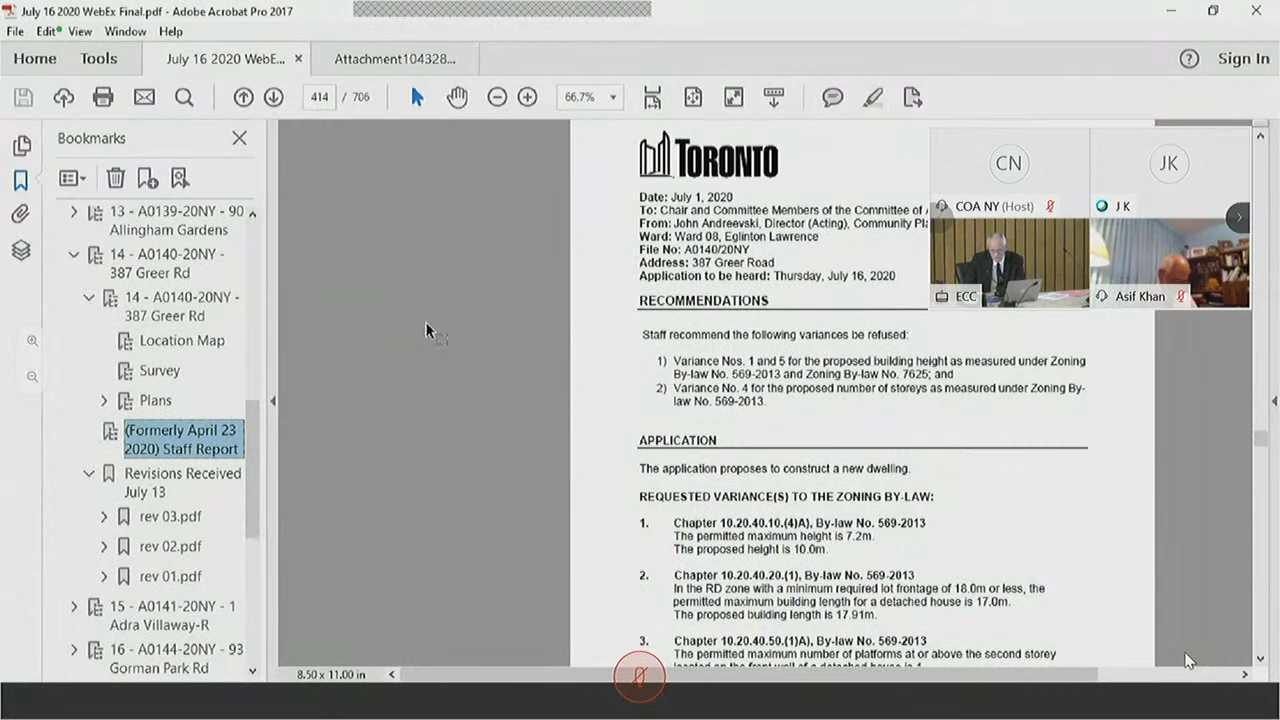 July 16 2020 WebEx Final.pdf - Adobe Acrobat Pro 2017
File Edit View Window Help
Home Tools July 16 2020 WebE... × Attachment104328... Sign In
414 / 706 66.7%
Bookmarks
13 - A0139-20NY - 90
Allingham Gardens
14 - A0140-20NY -
387 Greer Rd
14 - A0140-20NY -
387 Greer Rd
Location Map
Survey
Plans
(Formerly April 23
2020) Staff Report
Revisions Received
July 13
rev 03.pdf
rev 02.pdf
rev 01.pdf
15 - A0141-20NY - 1
Adra Villaway-R
16 - A0144-20NY - 93
Gorman Park Rd
TORONTO
Date: July 1, 2020
To: Chair and Committee Members of the Committee of
From: John Andreevski, Director (Acting), Community
Ward: Ward 08, Eglinton Lawrence
File No: A0140/20NY
Address: 387 Greer Road
Application to be heard: Thursday, July 16, 2020
RECOMMENDATIONS
Staff recommend the following variances be refused:
1) Variance Nos. 1 and 5 for the proposed building height as measured under Zoning
By-law No. 569-2013 and Zoning By-law No. 7625; and
2) Variance No. 4 for the proposed number of storeys as measured under Zoning By-
law No. 569-2013.
APPLICATION
The application proposes to construct a new dwelling.
REQUESTED VARIANCE(S) TO THE ZONING BY-LAW:
1. Chapter 10.20.40.10.(4)A), By-law No. 569-2013
The permitted maximum height is 7.2m.
The proposed height is 10.0m.
2. Chapter 10.20.40.20.(1), By-law No. 569-2013
In the RD zone with a minimum required lot frontage of 18.0m or less, the
permitted maximum building length for a detached house is 17.0m.
The proposed building length is 17.91m.
3. Chapter 10.20.40.50.(1)A), By-law No. 569-2013
The permitted maximum number of platforms at or above the second storey
located on the front wall of a detached house is 1
CN
JK
COA NY (Host)
J K
ECC
Asif Khan
8.50 x 11.00 in